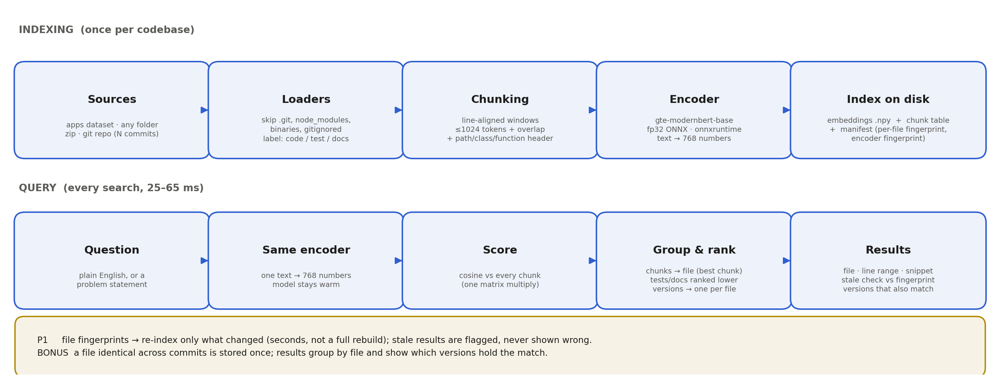 INDEXING  (once per codebase)
Sources
apps dataset · any folder
zip · git repo (N commits)
Loaders
skip .git, node_modules,
binaries, gitignored
label: code / test / docs
Chunking
line-aligned windows
≤1024 tokens + overlap
+ path/class/function header
Encoder
gte-modernbert-base
fp32 ONNX · onnxruntime
text → 768 numbers
Index on disk
embeddings .npy  +  chunk table
+  manifest (per-file fingerprint,
encoder fingerprint)
QUERY  (every search, 25–65 ms)
Question
plain English, or a
problem statement
Same encoder
one text → 768 numbers
model stays warm
Score
cosine vs every chunk
(one matrix multiply)
Group & rank
chunks → file (best chunk)
tests/docs ranked lower
versions → one per file
Results
file · line range · snippet
stale check vs fingerprint
versions that also match
P1     file fingerprints → re-index only what changed (seconds, not a full rebuild); stale results are flagged, never shown wrong.
BONUS  a file identical across commits is stored once; results group by file and show which versions hold the match.